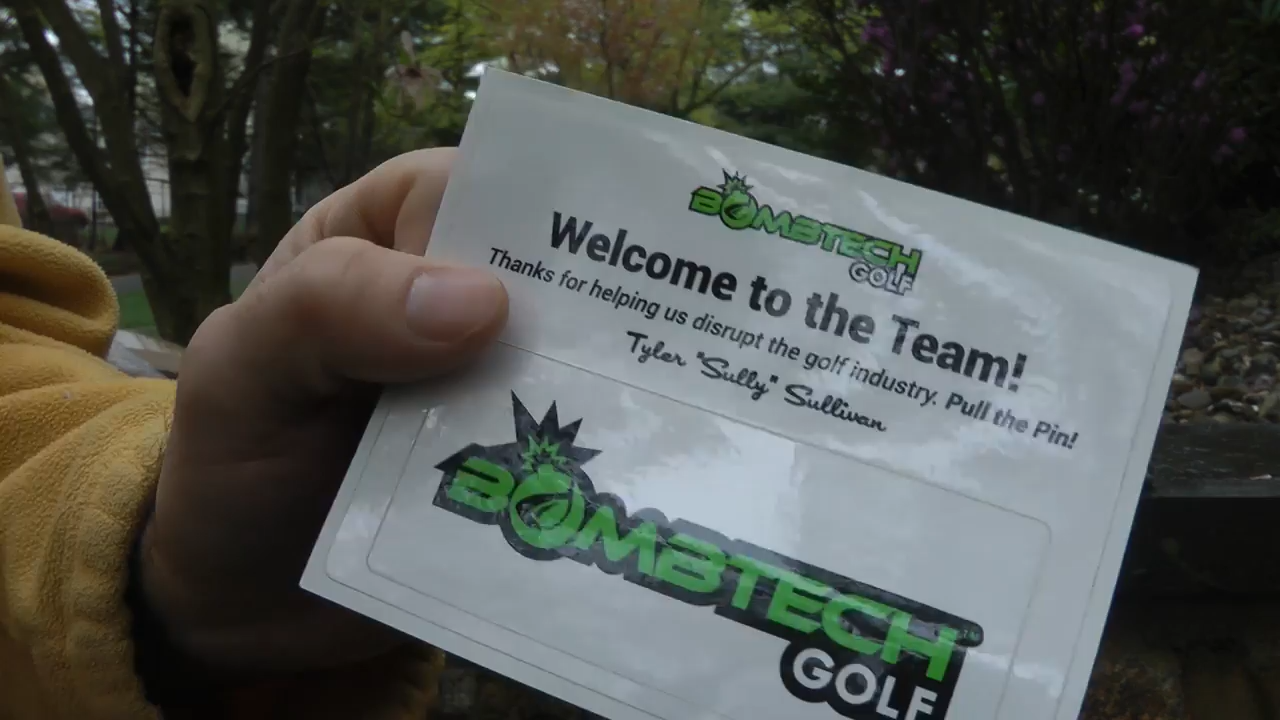 BOMBTECH
GOLF
Welcome to the Team!
Thanks for helping us disrupt the golf industry. Pull the Pin!
Tyler "Sully" Sullivan
BOMBTECH™
GOLF